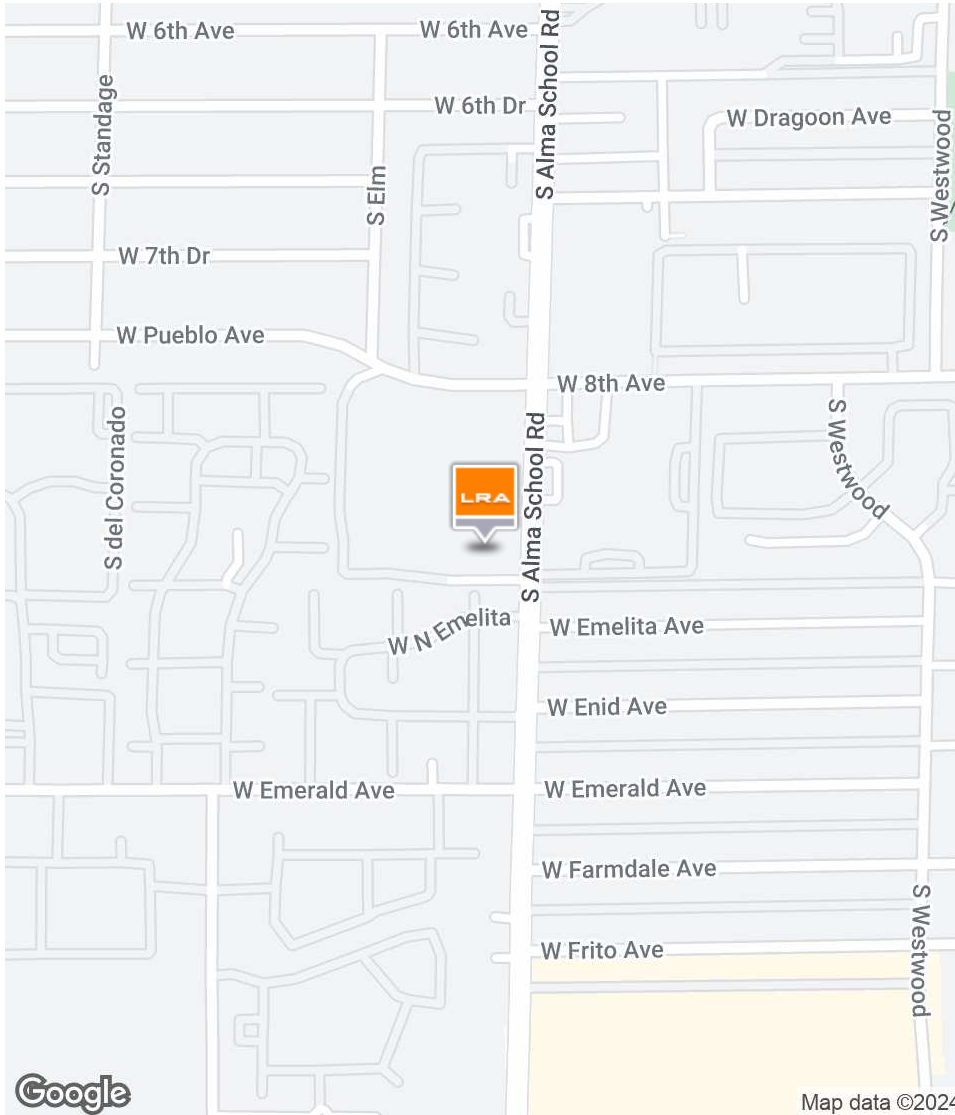 W 6th Ave
W 6th Ave
S Alma School Rd
W 6th Dr
W Dragoon Ave
S Standage
S Elm
S Westwood
W 7th Dr
W Pueblo Ave
W 8th Ave
S del Coronado
S Westwood
S Alma School Rd
LRA
W N Emelita
W Emelita Ave
W Enid Ave
W Emerald Ave
W Emerald Ave
W Farmdale Ave
S Westwood
W Frito Ave
Google
Map data ©2024